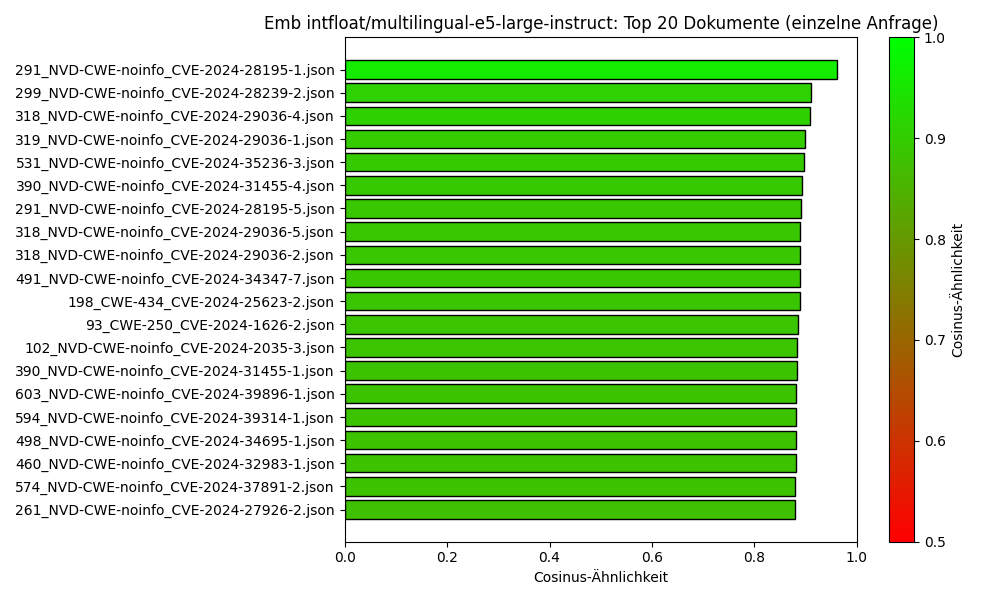 Emb intfloat/multilingual-e5-large-instruct: Top 20 Dokumente (einzelne Anfrage)
291_NVD-CWE-noinfo_CVE-2024-28195-1.json
299_NVD-CWE-noinfo_CVE-2024-28239-2.json
318_NVD-CWE-noinfo_CVE-2024-29036-4.json
319_NVD-CWE-noinfo_CVE-2024-29036-1.json
531_NVD-CWE-noinfo_CVE-2024-35236-3.json
390_NVD-CWE-noinfo_CVE-2024-31455-4.json
291_NVD-CWE-noinfo_CVE-2024-28195-5.json
318_NVD-CWE-noinfo_CVE-2024-29036-5.json
318_NVD-CWE-noinfo_CVE-2024-29036-2.json
491_NVD-CWE-noinfo_CVE-2024-34347-7.json
198_CWE-434_CVE-2024-25623-2.json
93_CWE-250_CVE-2024-1626-2.json
102_NVD-CWE-noinfo_CVE-2024-2035-3.json
390_NVD-CWE-noinfo_CVE-2024-31455-1.json
603_NVD-CWE-noinfo_CVE-2024-39896-1.json
594_NVD-CWE-noinfo_CVE-2024-39314-1.json
498_NVD-CWE-noinfo_CVE-2024-34695-1.json
460_NVD-CWE-noinfo_CVE-2024-32983-1.json
574_NVD-CWE-noinfo_CVE-2024-37891-2.json
261_NVD-CWE-noinfo_CVE-2024-27926-2.json
0.0 0.2 0.4 0.6 0.8 1.0
Cosinus-Ähnlichkeit
1.0
0.9
0.8
0.7
0.6
0.5
Cosinus-Ähnlichkeit